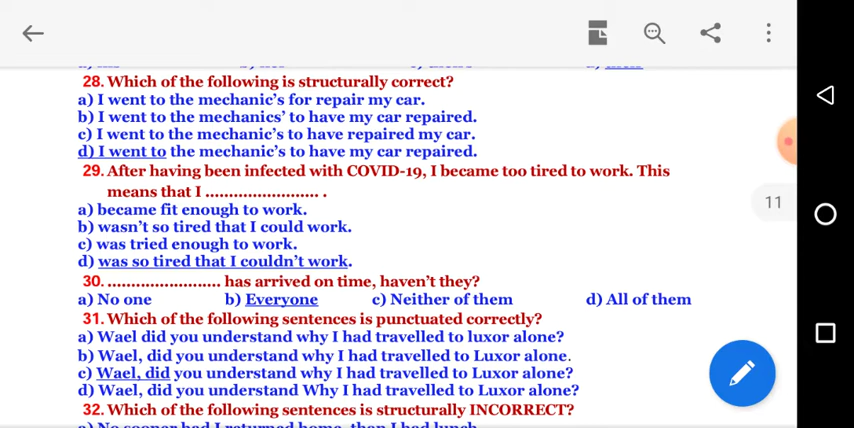 28. Which of the following is structurally correct?
a) I went to the mechanic's for repair my car.
b) I went to the mechanics' to have my car repaired.
c) I went to the mechanic's to have repaired my car.
d) I went to the mechanic's to have my car repaired.
29. After having been infected with COVID-19, I became too tired to work. This
means that I ........................ .
a) became fit enough to work.
b) wasn't so tired that I could work.
c) was tried enough to work.
d) was so tired that I couldn't work.
30. ........................ has arrived on time, haven't they?
a) No one b) Everyone c) Neither of them d) All of them
31. Which of the following sentences is punctuated correctly?
a) Wael did you understand why I had travelled to luxor alone?
b) Wael, did you understand why I had travelled to Luxor alone.
c) Wael, did you understand why I had travelled to Luxor alone?
d) Wael, did you understand Why I had travelled to Luxor alone?
32. Which of the following sentences is structurally INCORRECT?
a) No sooner had I returned home, than I had lunch
11